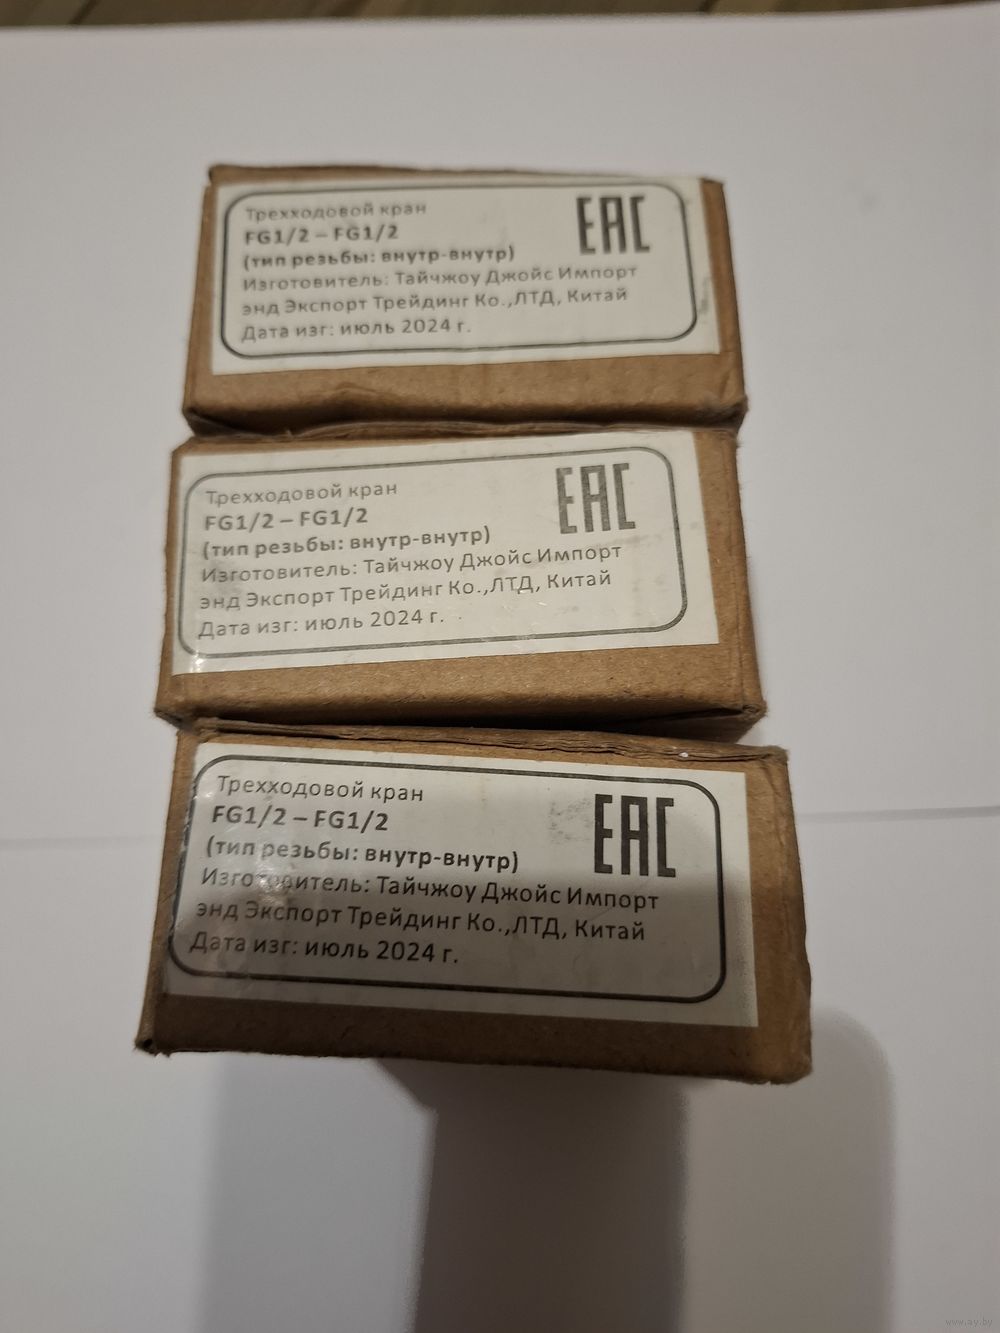 Трехходовой кран
FG1/2 – FG1/2
(тип резьбы: внутр-внутр)
Изготовитель: Тайчжоу Джойс Импорт
энд Экспорт Трейдинг Ко.,ЛТД, Китай
Дата изг: июль 2024 г.
EAC
Трехходовой кран
FG1/2 – FG1/2
(тип резьбы: внутр-внутр)
Изготовитель: Тайчжоу Джойс Импорт
энд Экспорт Трейдинг Ко.,ЛТД, Китай
Дата изг: июль 2024 г.
EAC
Трехходовой кран
FG1/2 – FG1/2
(тип резьбы: внутр-внутр)
Изготовитель: Тайчжоу Джойс Импорт
энд Экспорт Трейдинг Ко.,ЛТД, Китай
Дата изг: июль 2024 г.
EAC
www.ay.by